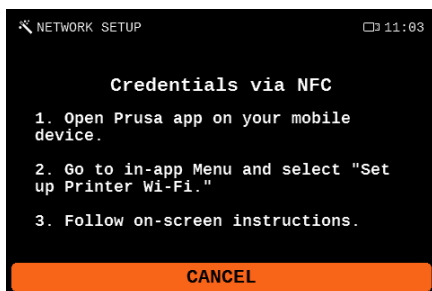 NETWORK SETUP 11:03
Credentials via NFC
1. Open Prusa app on your mobile
device.
2. Go to in-app Menu and select "Set
up Printer Wi-Fi."
3. Follow on-screen instructions.
CANCEL